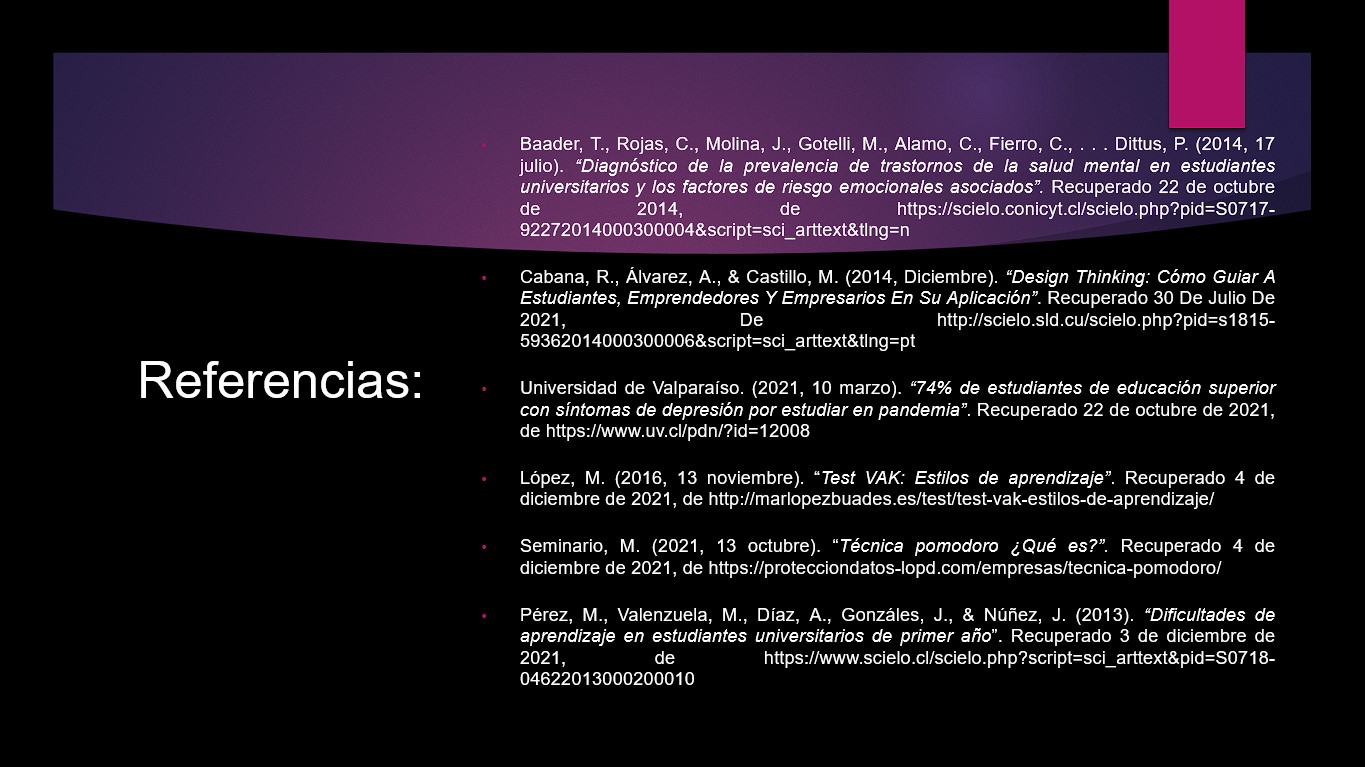 Referencias:
• Baader, T., Rojas, C., Molina, J., Gotelli, M., Alamo, C., Fierro, C., . . . Dittus, P. (2014, 17
julio). “Diagnóstico de la prevalencia de trastornos de la salud mental en estudiantes
universitarios y los factores de riesgo emocionales asociados”. Recuperado 22 de octubre
de 2014, de https://scielo.conicyt.cl/scielo.php?pid=S0717-
92272014000300004&script=sci_arttext&tlng=n
• Cabana, R., Álvarez, A., & Castillo, M. (2014, Diciembre). “Design Thinking: Cómo Guiar A
Estudiantes, Emprendedores Y Empresarios En Su Aplicación”. Recuperado 30 De Julio De
2021, De http://scielo.sld.cu/scielo.php?pid=s1815-
59362014000300006&script=sci_arttext&tlng=pt
• Universidad de Valparaíso. (2021, 10 marzo). “74% de estudiantes de educación superior
con síntomas de depresión por estudiar en pandemia”. Recuperado 22 de octubre de 2021,
de https://www.uv.cl/pdn/?id=12008
• López, M. (2016, 13 noviembre). “Test VAK: Estilos de aprendizaje”. Recuperado 4 de
diciembre de 2021, de http://marlopezbuades.es/test/test-vak-estilos-de-aprendizaje/
• Seminario, M. (2021, 13 octubre). “Técnica pomodoro ¿Qué es?”. Recuperado 4 de
diciembre de 2021, de https://protecciondatos-lopd.com/empresas/tecnica-pomodoro/
• Pérez, M., Valenzuela, M., Díaz, A., Gonzáles, J., & Núñez, J. (2013). “Dificultades de
aprendizaje en estudiantes universitarios de primer año”. Recuperado 3 de diciembre de
2021, de https://www.scielo.cl/scielo.php?script=sci_arttext&pid=S0718-
04622013000200010